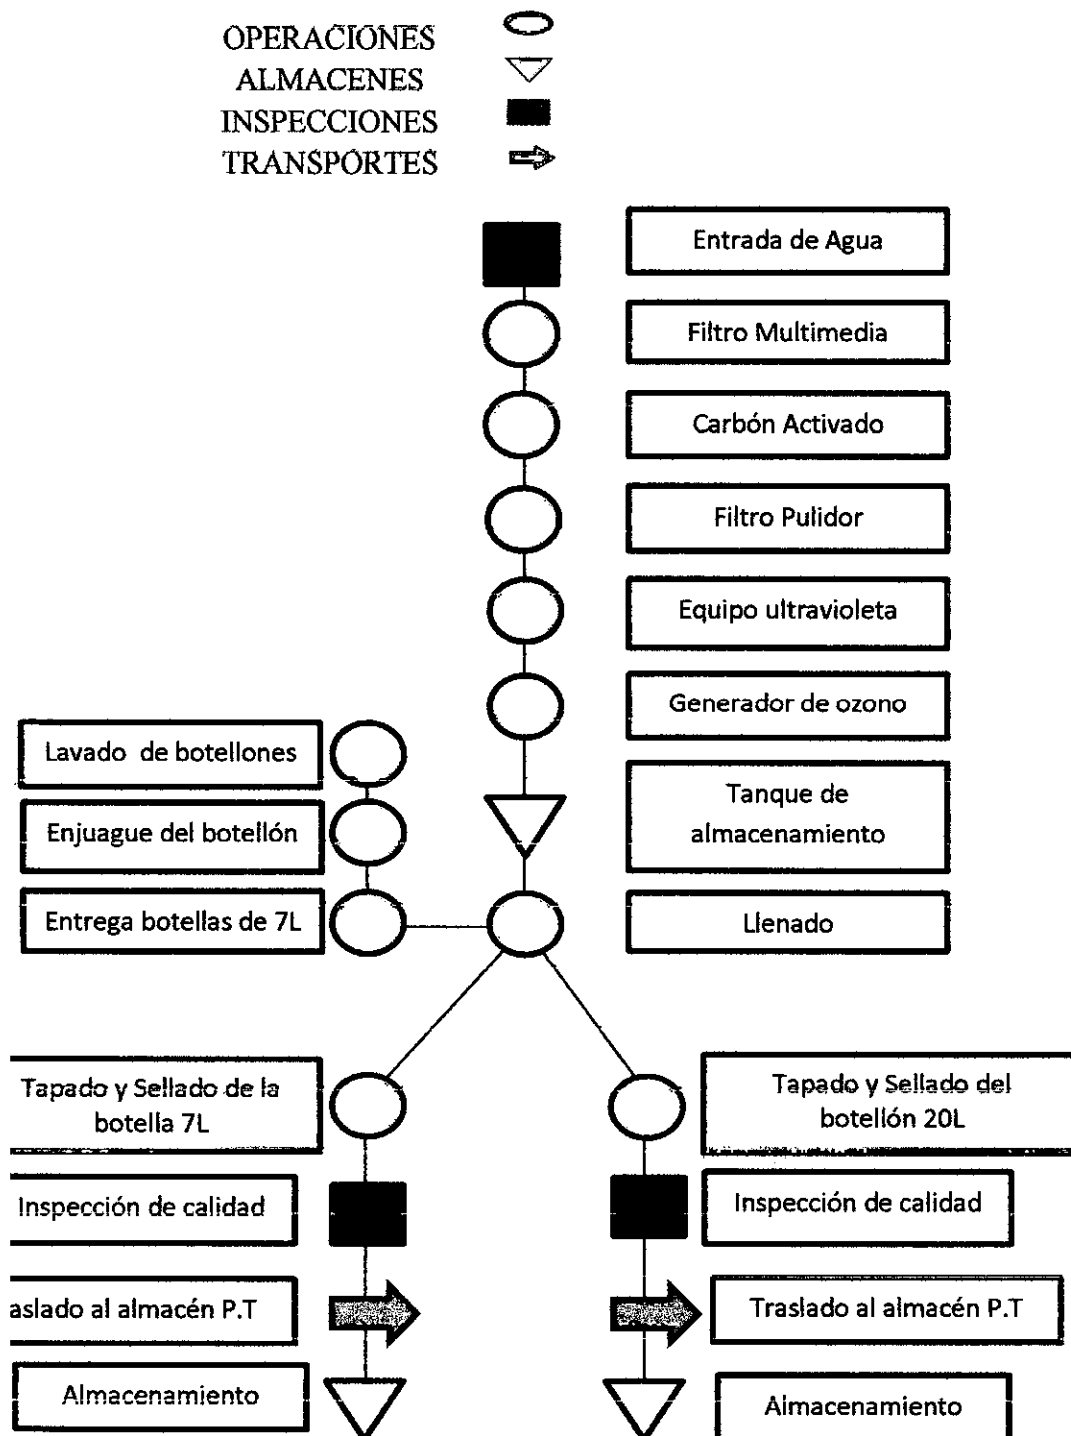 OPERACIONES
ALMACENES
INSPECCIONES
TRANSPORTES
Entrada de Agua
Filtro Multimedia
Carbón Activado
Filtro Pulidor
Equipo ultravioleta
Generador de ozono
Lavado de botellones
Tanque de
almacenamiento
Enjuague del botellón
Entrega botellas de 7L
Llenado
Tapado y Sellado de la
botella 7L
Tapado y Sellado del
botellón 20L
Inspección de calidad
Inspección de calidad
aslado al almacén P.T
Traslado al almacén P.T
Almacenamiento
Almacenamiento